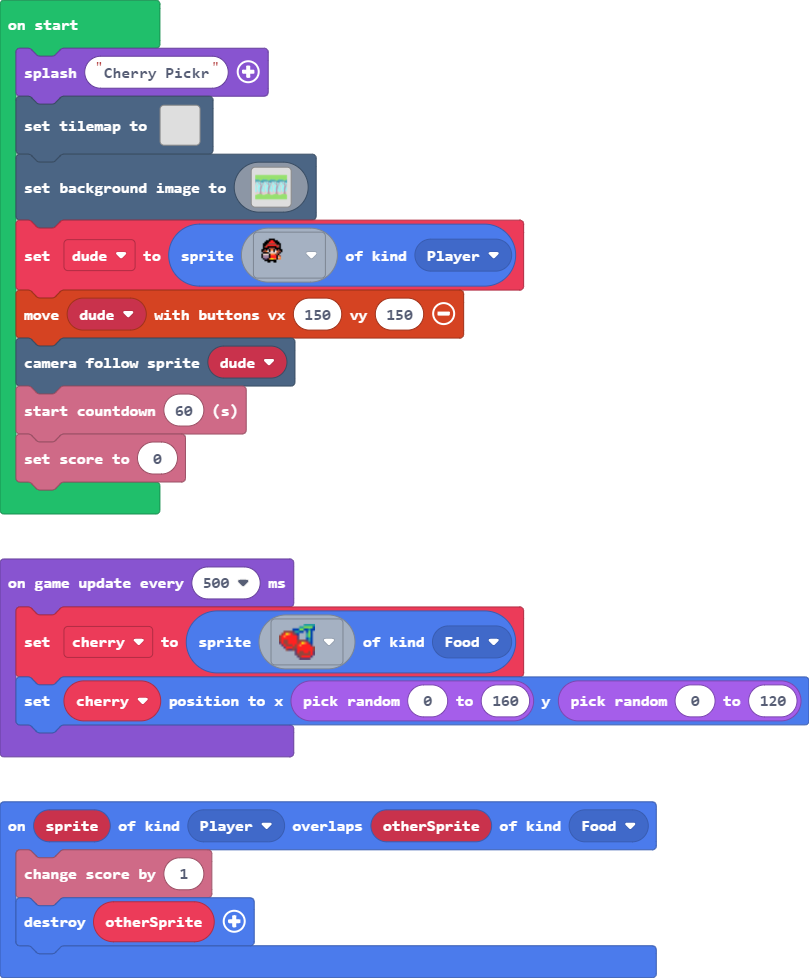 on start
splash "Cherry Pickr"
set tilemap to
set background image to
set dude to sprite of kind Player
move dude with buttons vx 150 vy 150
camera follow sprite dude
start countdown 60 (s)
set score to 0
on game update every 500 ms
set cherry to sprite of kind Food
set cherry position to x pick random 0 to 160 y pick random 0 to 120
on sprite of kind Player overlaps otherSprite of kind Food
change score by 1
destroy otherSprite